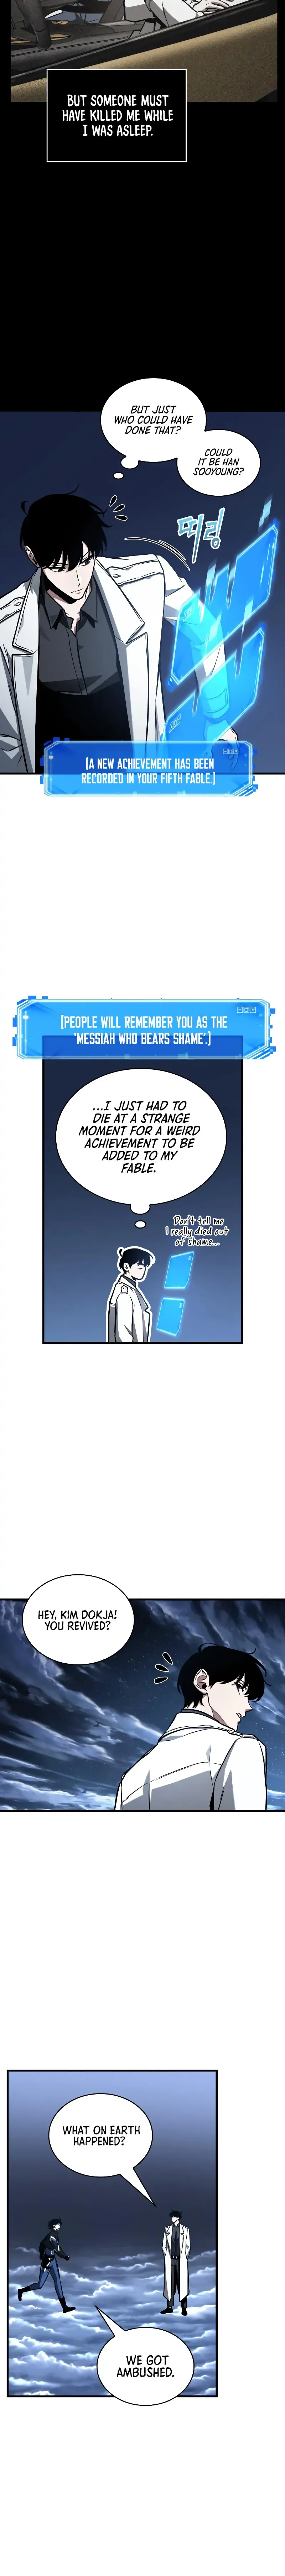 BUT SOMEONE MUST
HAVE KILLED ME WHILE
I WAS ASLEEP.
BUT JUST
WHO COULD HAVE
DONE THAT?
COULD
IT BE HAN
SOOYOUNG?
띠링
[A NEW ACHIEVEMENT HAS BEEN
RECORDED IN YOUR FIFTH FABLE.]
[PEOPLE WILL REMEMBER YOU AS THE
'MESSIAH WHO BEARS SHAME'.]
...I JUST HAD TO
DIE AT A STRANGE
MOMENT FOR A WEIRD
ACHIEVEMENT TO BE
ADDED TO MY
FABLE.
Don't tell me
I really died out
of shame...
HEY, KIM DOKJA!
YOU REVIVED?
WHAT ON EARTH
HAPPENED?
WE GOT
AMBUSHED.